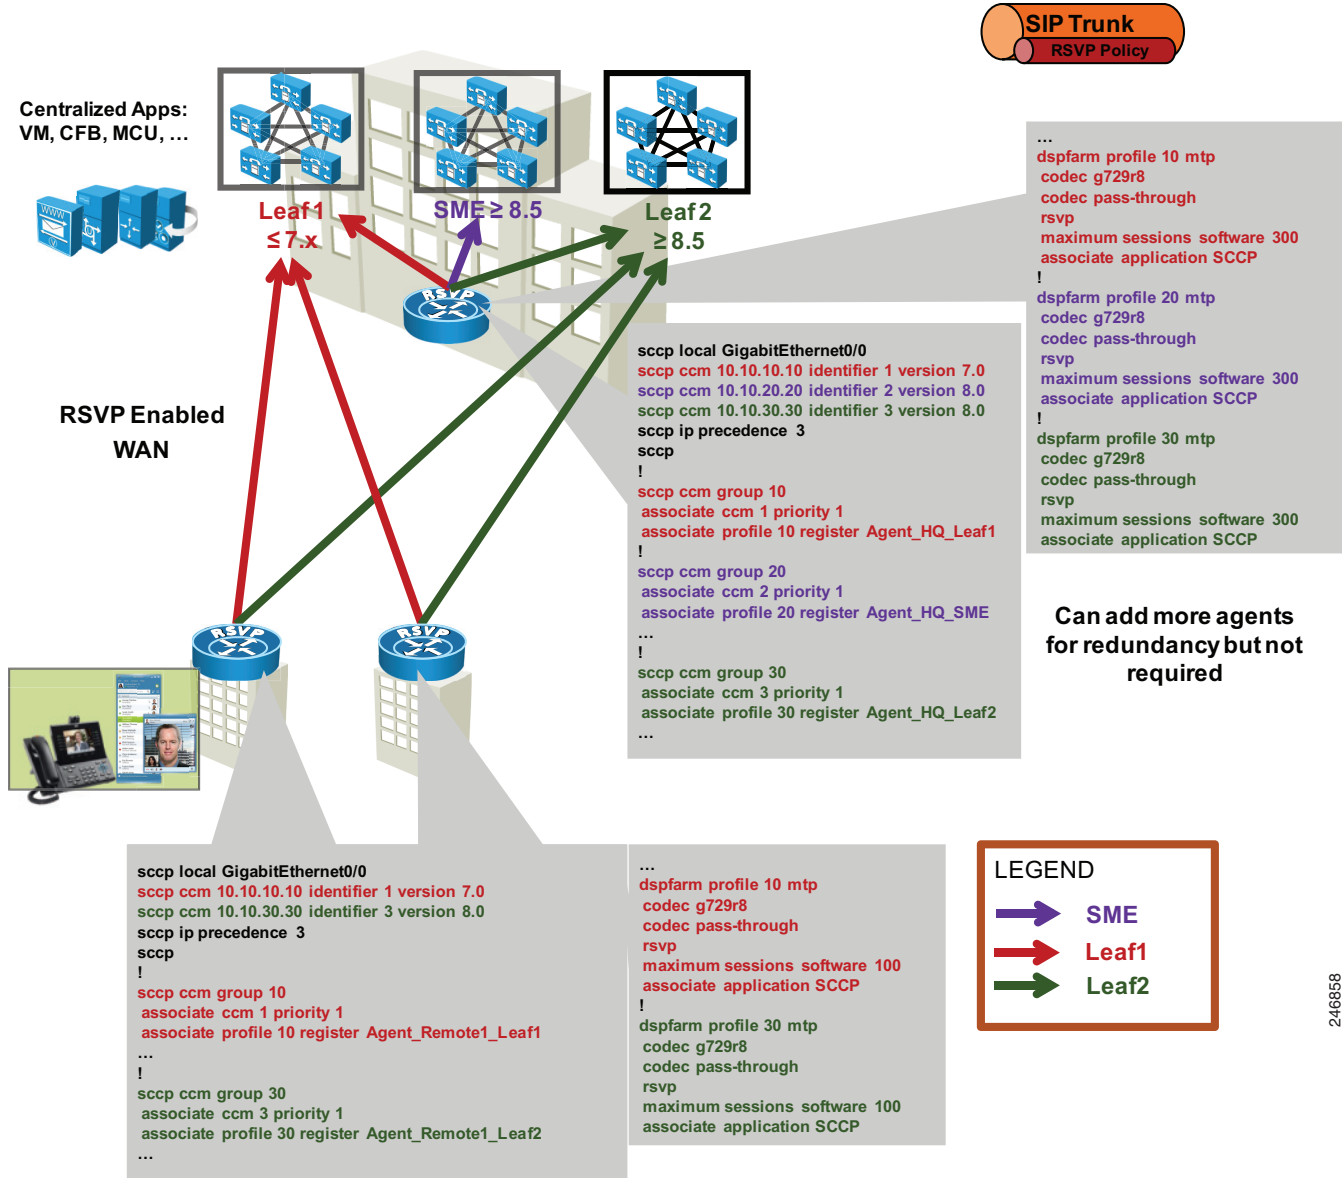 SIP Trunk
RSVP Policy
Centralized Apps:
VM, CFB, MCU, …
WWW
V
Leaf1
≤ 7.x
SME ≥ 8.5
Leaf2
≥ 8.5
RSVP
RSVP Enabled
WAN
…
dspfarm profile 10 mtp
codec g729r8
codec pass-through
rsvp
maximum sessions software 300
associate application SCCP
!
dspfarm profile 20 mtp
codec g729r8
codec pass-through
rsvp
maximum sessions software 300
associate application SCCP
!
dspfarm profile 30 mtp
codec g729r8
codec pass-through
rsvp
maximum sessions software 300
associate application SCCP
sccp local GigabitEthernet0/0
sccp ccm 10.10.10.10 identifier 1 version 7.0
sccp ccm 10.10.20.20 identifier 2 version 8.0
sccp ccm 10.10.30.30 identifier 3 version 8.0
sccp ip precedence 3
sccp
!
sccp ccm group 10
associate ccm 1 priority 1
associate profile 10 register Agent_HQ_Leaf1
!
sccp ccm group 20
associate ccm 2 priority 1
associate profile 20 register Agent_HQ_SME
…
!
sccp ccm group 30
associate ccm 3 priority 1
associate profile 30 register Agent_HQ_Leaf2
…
Can add more agents
for redundancy but not
required
RSVP
RSVP
sccp local GigabitEthernet0/0
sccp ccm 10.10.10.10 identifier 1 version 7.0
sccp ccm 10.10.30.30 identifier 3 version 8.0
sccp ip precedence 3
sccp
!
sccp ccm group 10
associate ccm 1 priority 1
associate profile 10 register Agent_Remote1_Leaf1
…
!
sccp ccm group 30
associate ccm 3 priority 1
associate profile 30 register Agent_Remote1_Leaf2
…
…
dspfarm profile 10 mtp
codec g729r8
codec pass-through
rsvp
maximum sessions software 100
associate application SCCP
!
dspfarm profile 30 mtp
codec g729r8
codec pass-through
rsvp
maximum sessions software 100
associate application SCCP
LEGEND
SME
Leaf1
Leaf2
246858